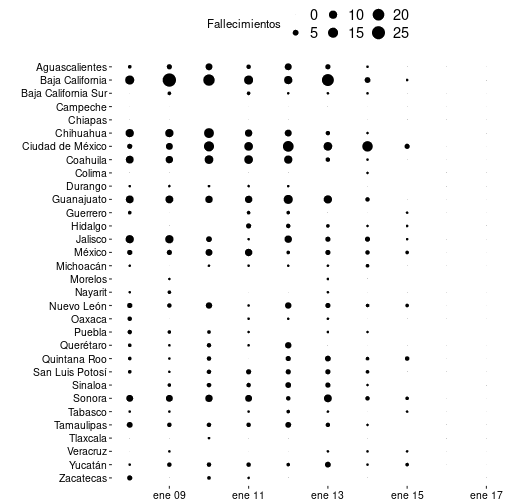 Fallecimientos
0 10 20
5 15 25
Aguascalientes
Baja California
Baja California Sur
Campeche
Chiapas
Chihuahua
Ciudad de México
Coahuila
Colima
Durango
Guanajuato
Guerrero
Hidalgo
Jalisco
México
Michoacán
Morelos
Nayarit
Nuevo León
Oaxaca
Puebla
Querétaro
Quintana Roo
San Luis Potosí
Sinaloa
Sonora
Tabasco
Tamaulipas
Tlaxcala
Veracruz
Yucatán
Zacatecas
ene 09 ene 11 ene 13 ene 15 ene 17